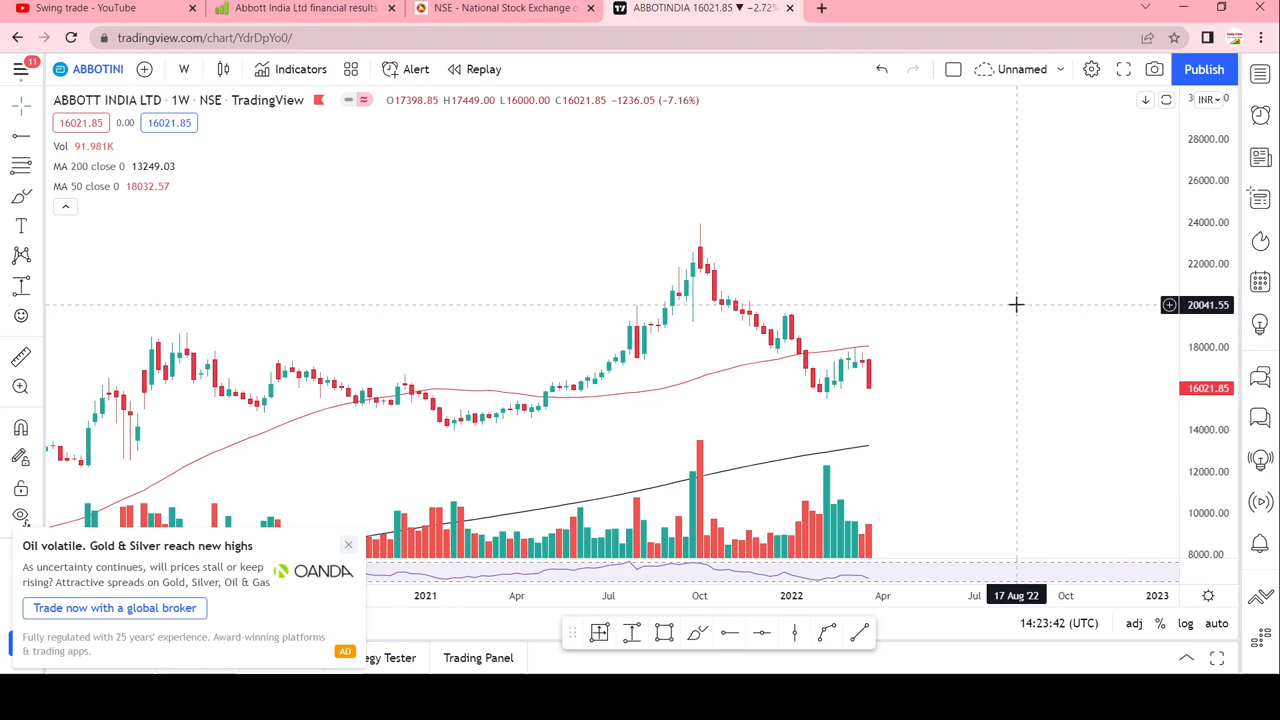 Swing trade - YouTube
Abbott India Ltd financial results
NSE - National Stock Exchange o
ABBOTINDIA 16021.85 ▼ −2.72%
tradingview.com/chart/YdrDpYo0/
11
ABBOTINI
W
Indicators
Alert
Replay
Unnamed
Publish
ABBOTT INDIA LTD · 1W · NSE · TradingView
O17398.85 H17449.00 L16000.00 C16021.85 −1236.05 (−7.16%)
INR
16021.85 0.00 16021.85
Vol 91.981K
MA 200 close 0 13249.03
MA 50 close 0 18032.57
28000.00
26000.00
24000.00
22000.00
20041.55
18000.00
16021.85
14000.00
12000.00
10000.00
8000.00
Oil volatile. Gold & Silver reach new highs
As uncertainty continues, will prices stall or keep
rising? Attractive spreads on Gold, Silver, Oil & Gas
OANDA
Trade now with a global broker
Fully regulated with 25 years' experience. Award-winning platforms
& trading apps.
AD
2021 Apr Jul Oct 2022 Apr Jul 17 Aug '22 Oct 2023
14:23:42 (UTC) adj % log auto
egy Tester
Trading Panel